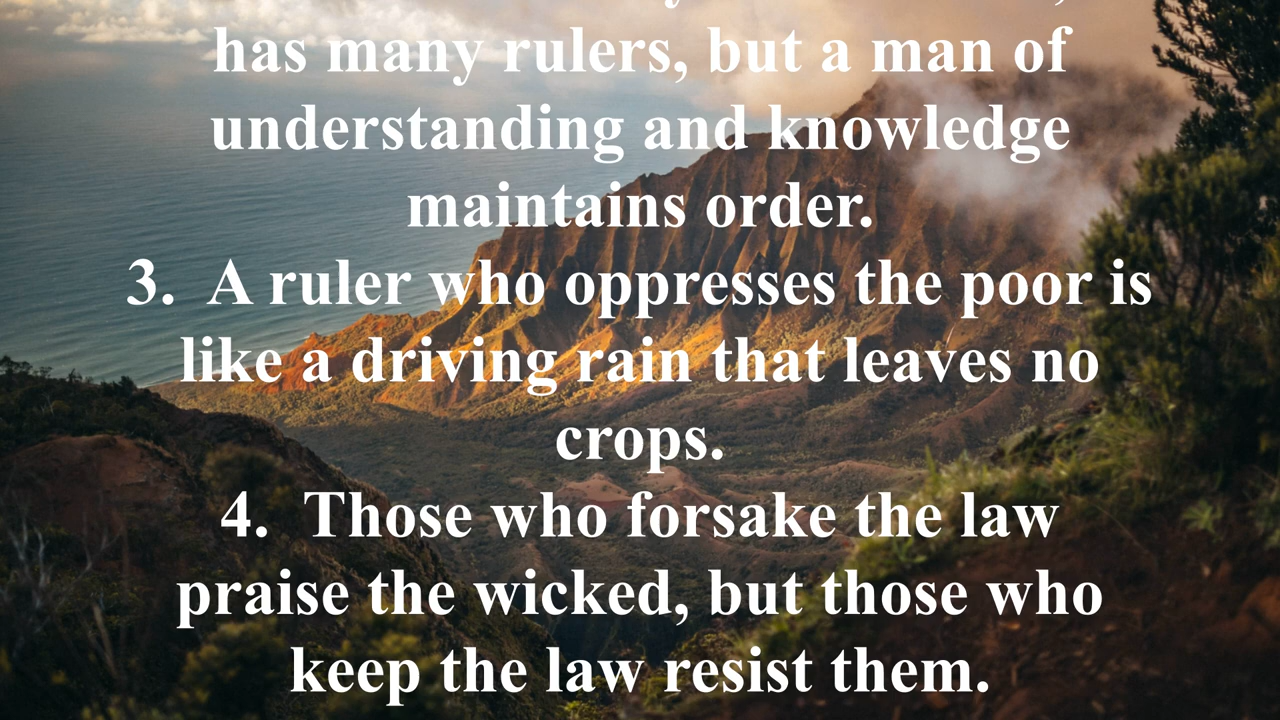 has many rulers, but a man of
understanding and knowledge
maintains order.
3. A ruler who oppresses the poor is
like a driving rain that leaves no
crops.
4. Those who forsake the law
praise the wicked, but those who
keep the law resist them.